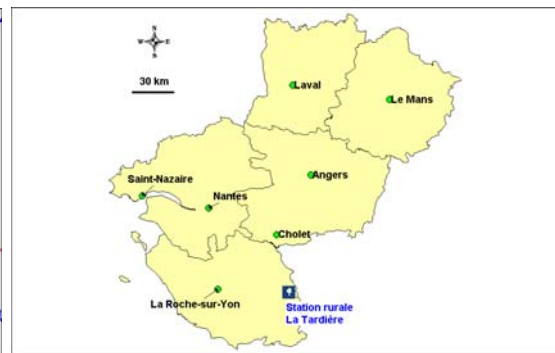 N
W E
S
30 km
Laval
Le Mans
Saint-Nazaire
Nantes
Angers
Cholet
La Roche-sur-Yon
Station rurale
La Tardière